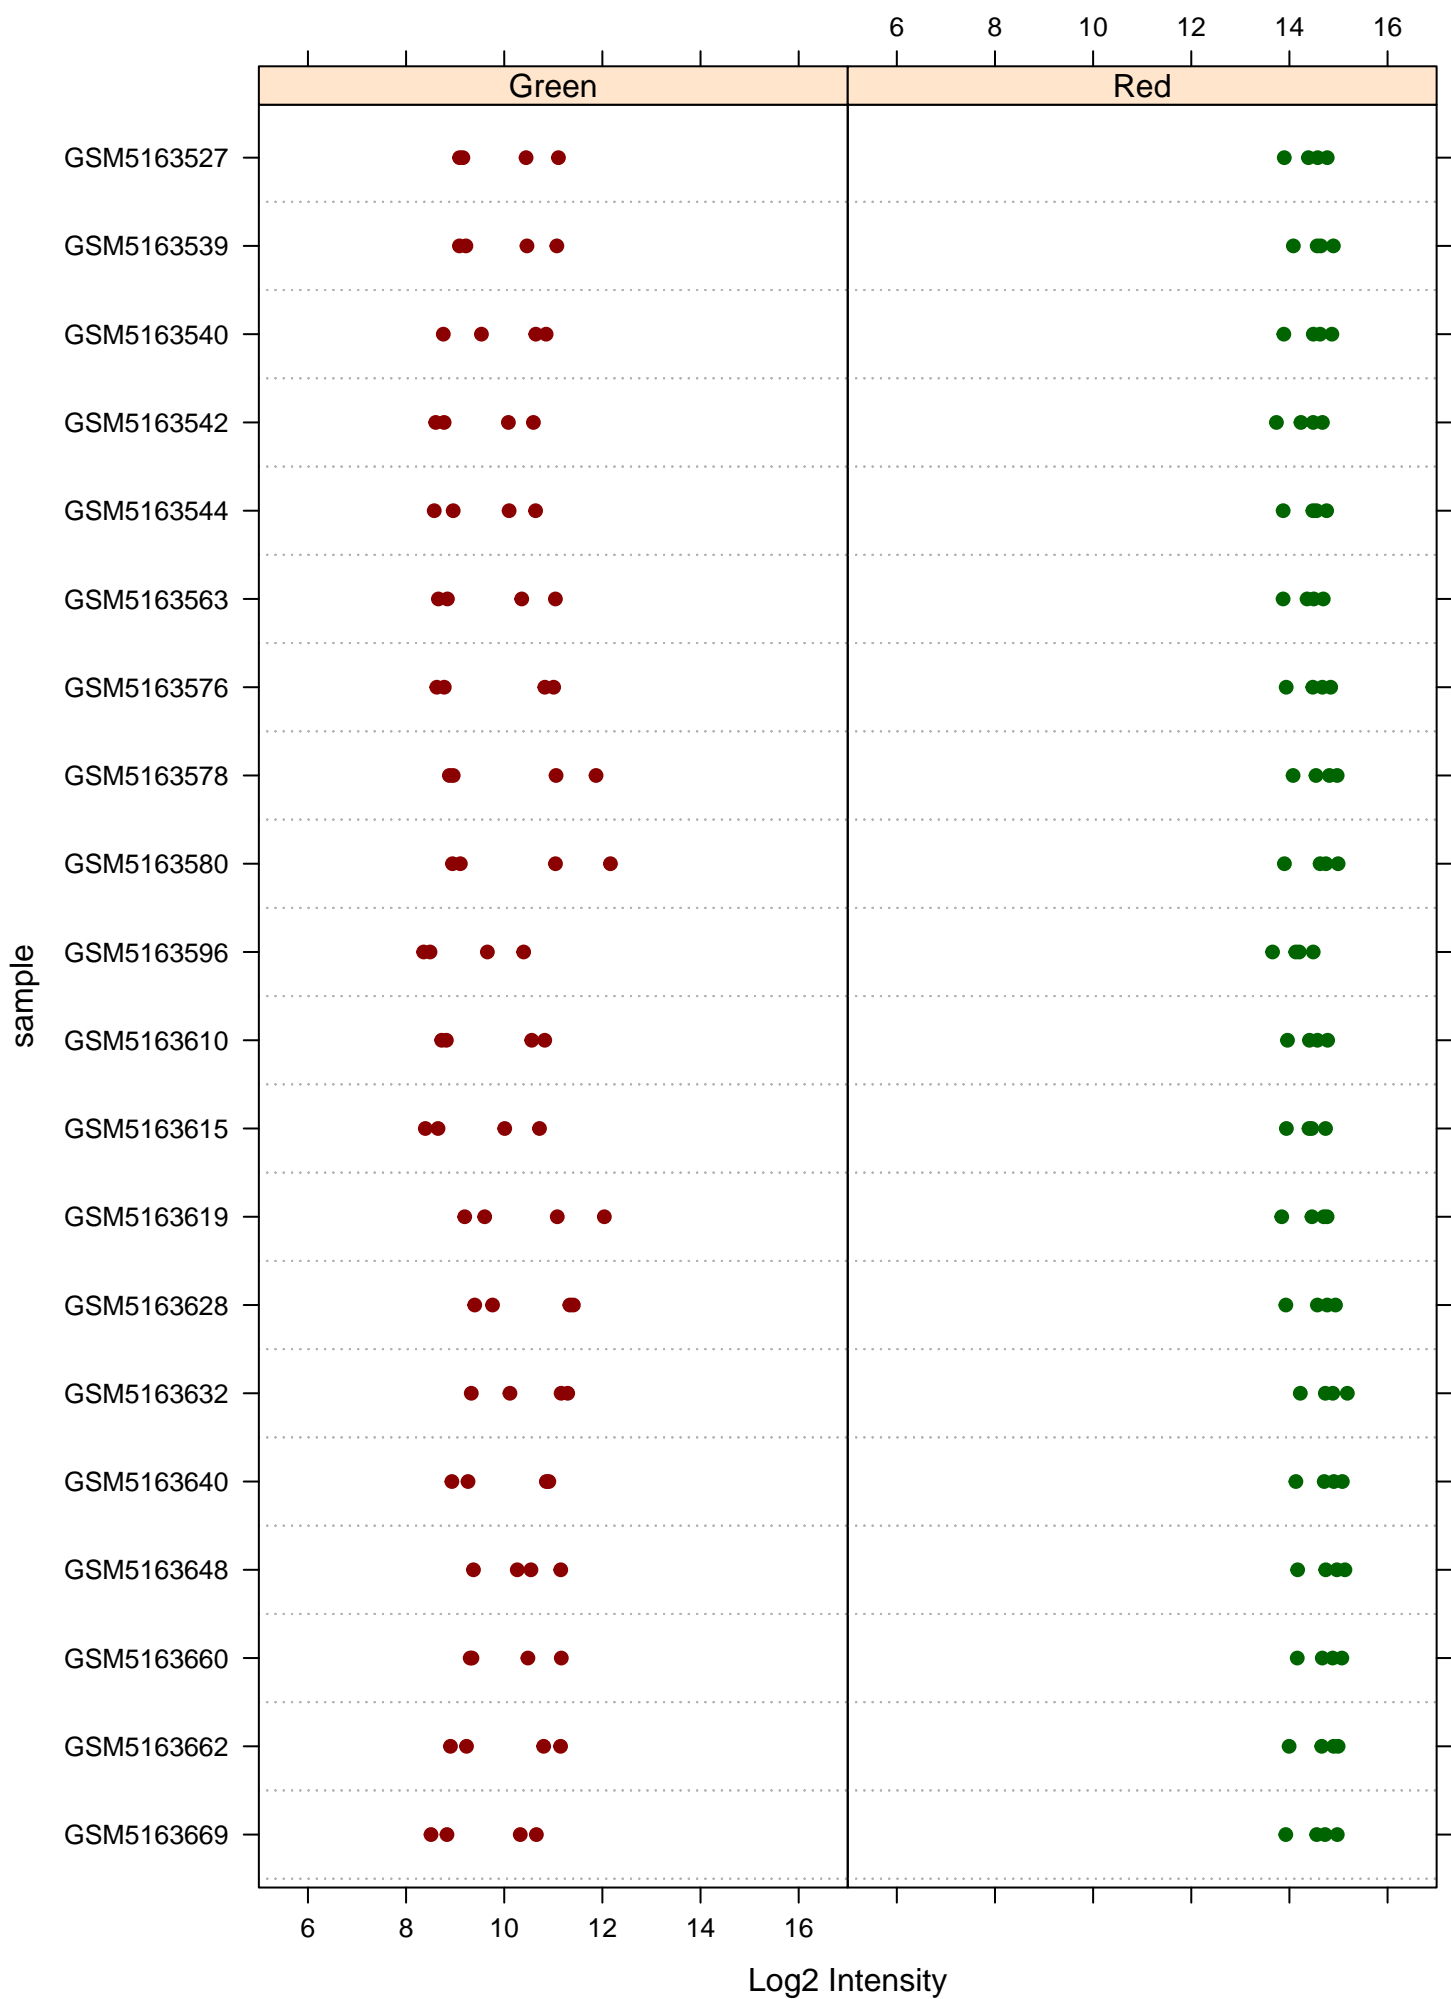 6 8 10 12 14 16
Green Red
GSM5163527
GSM5163539
GSM5163540
GSM5163542
GSM5163544
GSM5163563
GSM5163576
GSM5163578
GSM5163580
GSM5163596
sample
GSM5163610
GSM5163615
GSM5163619
GSM5163628
GSM5163632
GSM5163640
GSM5163648
GSM5163660
GSM5163662
GSM5163669
6 8 10 12 14 16
Log2 Intensity